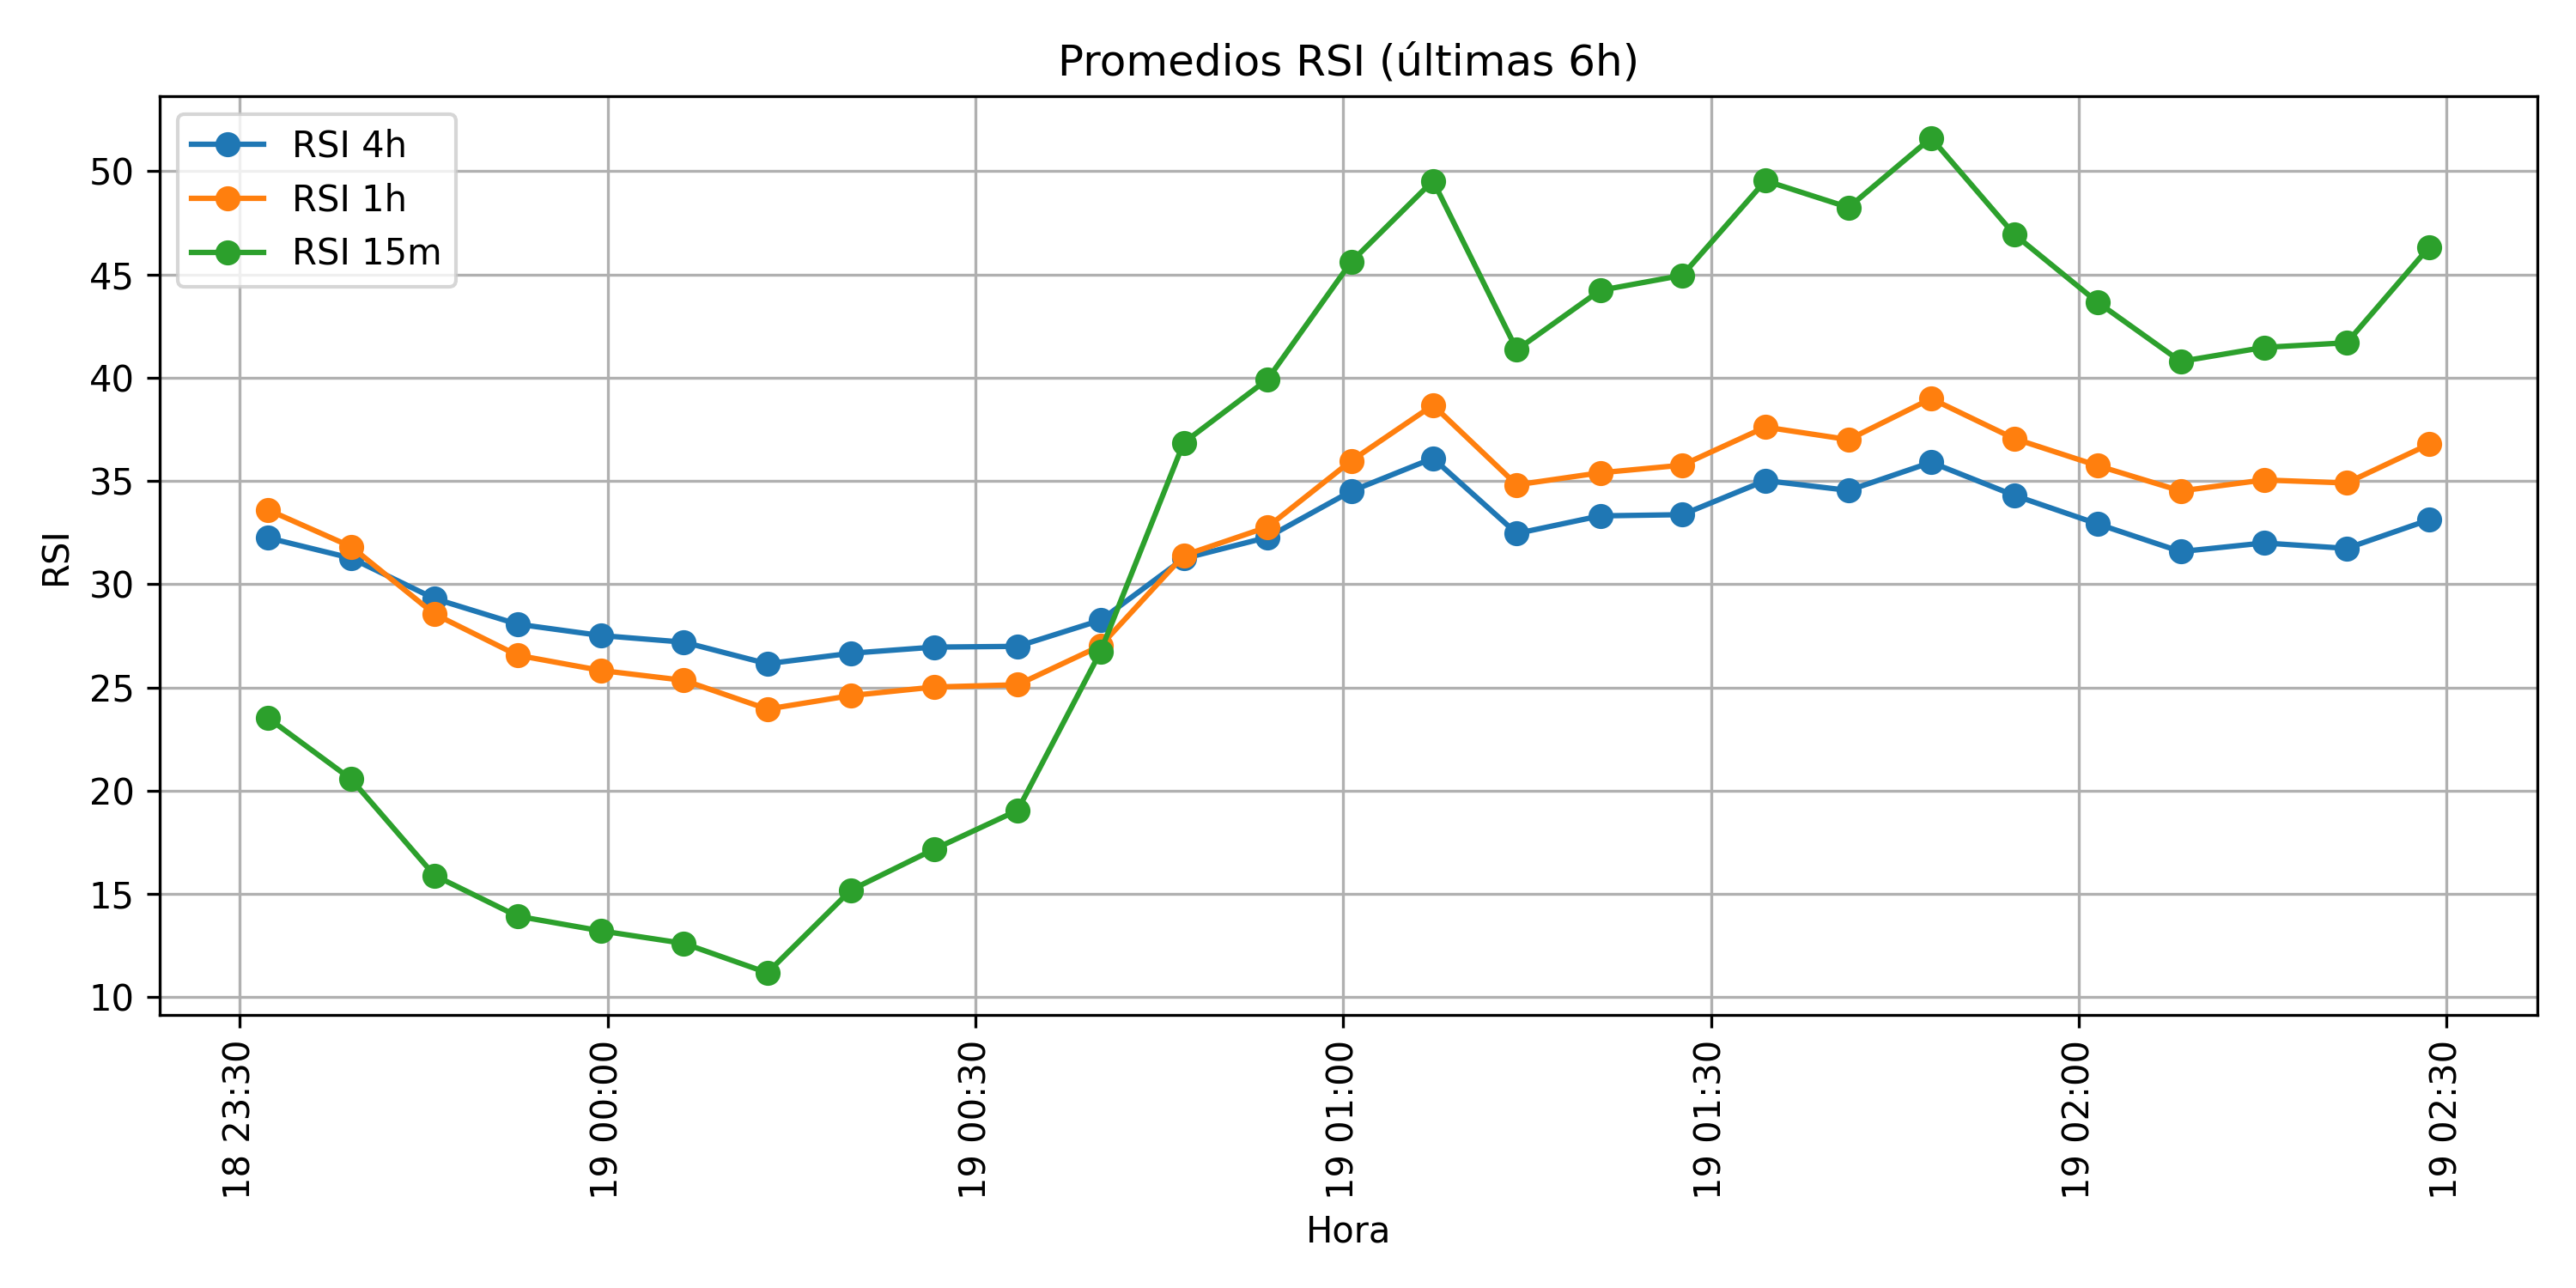 Promedios RSI (últimas 6h)
RSI 4h
RSI 1h
RSI 15m
RSI
50
45
40
35
30
25
20
15
10
18 23:30
19 00:00
19 00:30
19 01:00
19 01:30
19 02:00
19 02:30
Hora